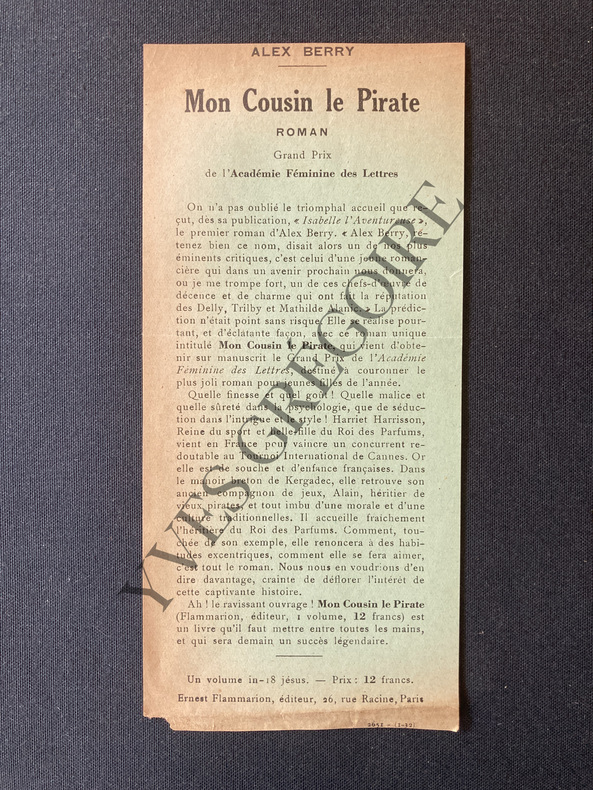 ALEX BERRY
Mon Cousin le Pirate
ROMAN
Grand Prix
de l'Académie Féminine des Lettres
On n'a pas oublié le triomphal accueil que re-
çut, dès sa publication, « Isabelle l'Aventureuse »,
le premier roman d'Alex Berry. « Alex Berry, re-
tenez bien ce nom, disait alors un de nos plus
éminents critiques, c'est celui d'une jeune roman-
cière qui dans un avenir prochain nous donnera,
ou je me trompe fort, un de ces chefs-d'œuvre de
décence et de charme qui ont fait la réputation
des Delly, Trilby et Mathilde Alanic. » La prédic-
tion n'était point sans risque. Elle se réalise pour-
tant, et d'éclatante façon, avec ce roman unique
intitulé Mon Cousin le Pirate, qui vient d'obte-
nir sur manuscrit le Grand Prix de l'Académie
Féminine des Lettres, destiné à couronner le
plus joli roman pour jeunes filles de l'année.
Quelle finesse et quel goût ! Quelle malice et
quelle sûreté dans la psychologie, que de séduc-
tion dans l'intrigue et le style ! Harriet Harrisson,
Reine du sport et belle-fille du Roi des Parfums,
vient en France pour vaincre un concurrent re-
doutable au Tournoi International de Cannes. Or
elle est de souche et d'enfance françaises. Dans
le manoir breton de Kergadec, elle retrouve son
ancien compagnon de jeux, Alain, héritier de
vieux pirates, et tout imbu d'une morale et d'une
culture traditionnelles. Il accueille fraîchement
l'héritière du Roi des Parfums. Comment, tou-
chée de son exemple, elle renoncera à des habi-
tudes excentriques, comment elle se fera aimer,
c'est tout le roman. Nous nous en voudrions d'en
dire davantage, crainte de déflorer l'intérêt de
cette captivante histoire.
Ah ! le ravissant ouvrage ! Mon Cousin le Pirate
(Flammarion, éditeur, 1 volume, 12 francs) est
un livre qu'il faut mettre entre toutes les mains,
et qui sera demain un succès légendaire.
Un volume in-18 jésus. — Prix : 12 francs.
Ernest Flammarion, éditeur, 26, rue Racine, Paris
YVES GRÉGOIRE